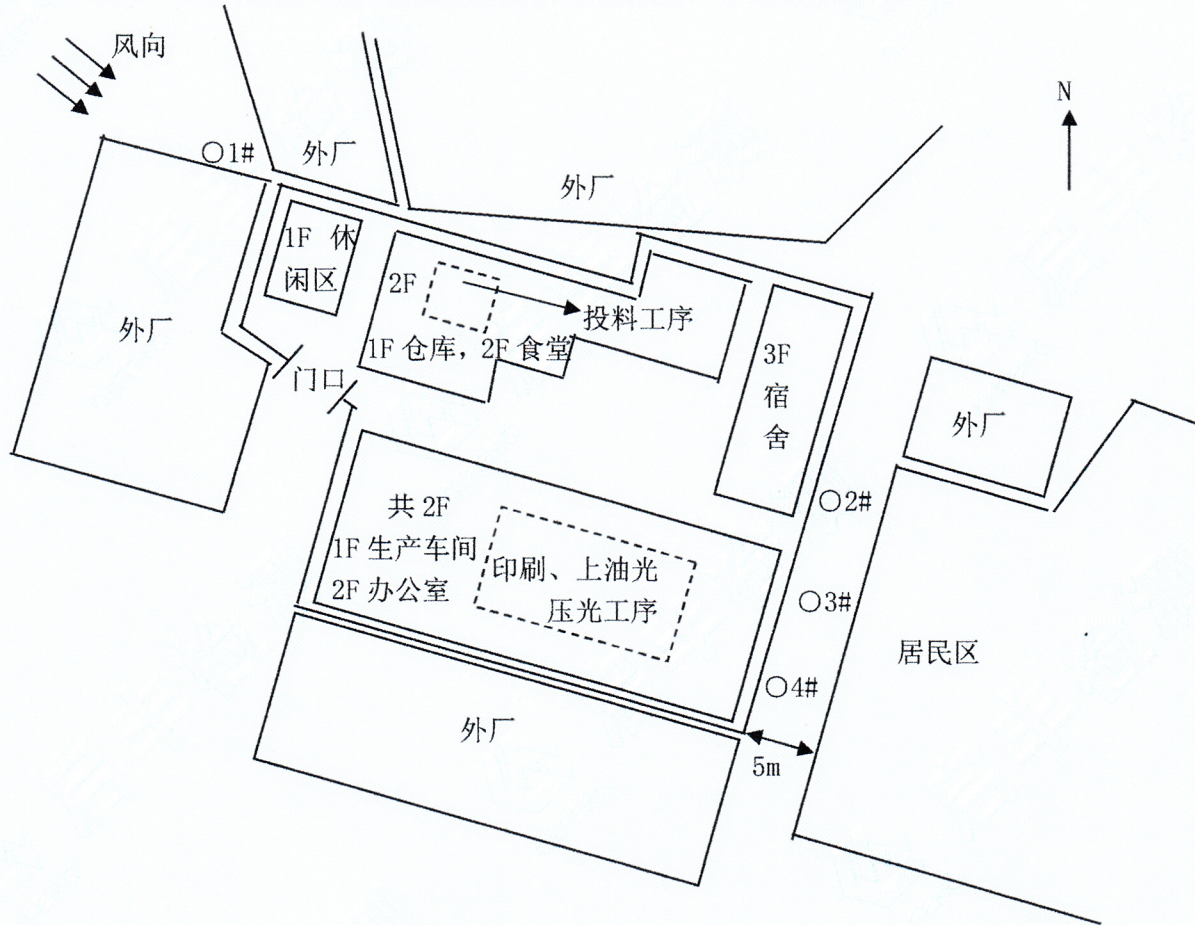 风向
N
○1#
外厂
外厂
1F 休
闲区
2F
投料工序
外厂
1F 仓库，2F 食堂
3F
宿
舍
门口
外厂
共 2F
1F 生产车间
2F 办公室
印刷、上油光
压光工序
○2#
○3#
居民区
○4#
外厂
5m